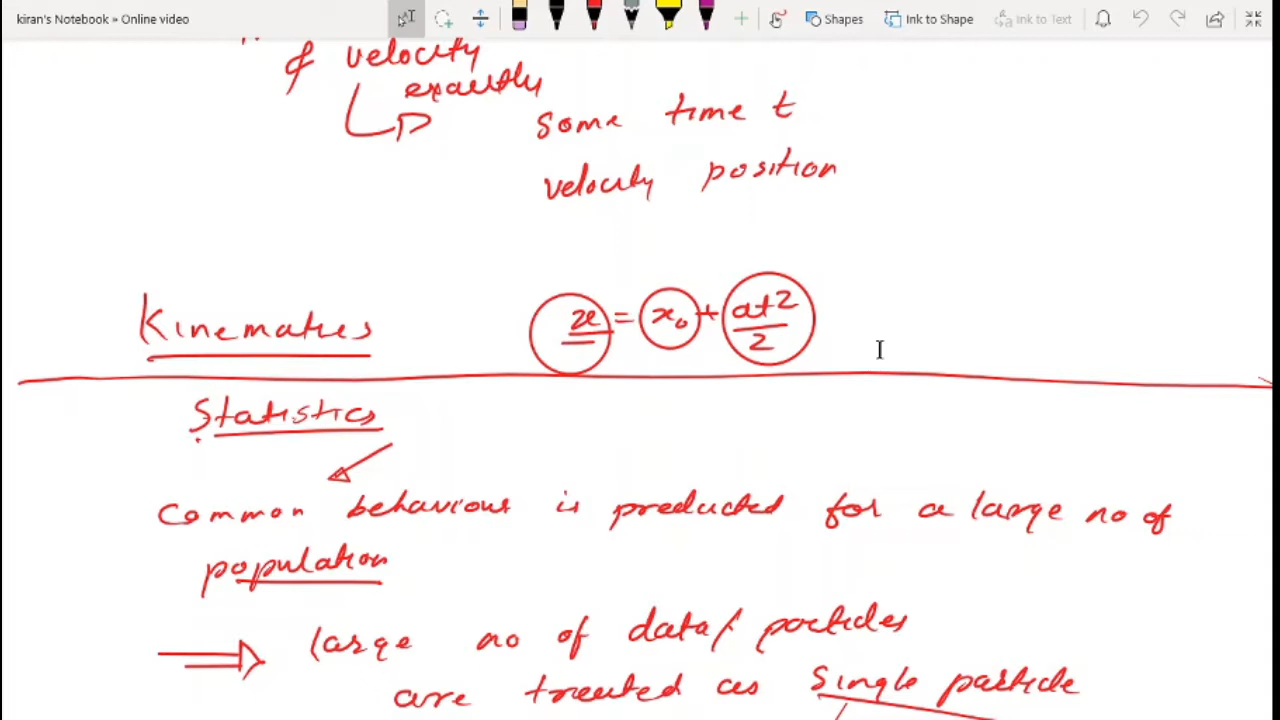 kiran's Notebook » Online video
Shapes
Ink to Shape
Ink to Text
& velocity
exactly
some time t
velocity position
Kinematics
x = x₀ + at²/2
Statistics
common behaviour is predicted for a large no of
population
⇒ large no of data/particles
are treated as single particle